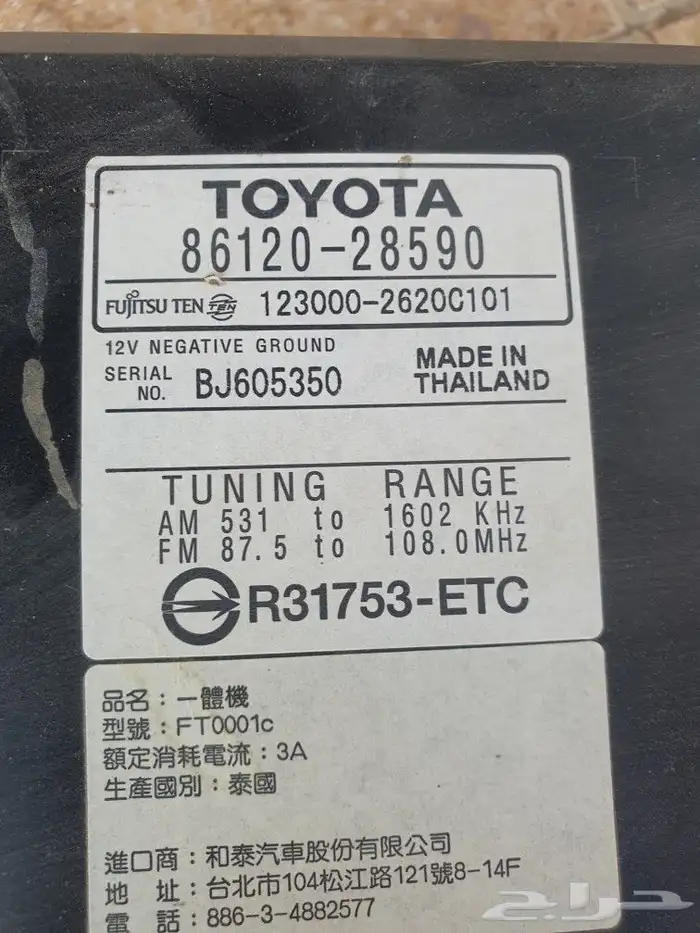 TOYOTA
86120-28590
FUJITSU TEN TEN 123000-2620C101
12V NEGATIVE GROUND
SERIAL NO. BJ605350
MADE IN THAILAND
TUNING RANGE
AM 531 to 1602 KHz
FM 87.5 to 108.0MHz
R31753-ETC
品名：一體機
型號：FT0001c
額定消耗電流：3A
生產國別：泰國
進口商：和泰汽車股份有限公司
地 址：台北市104松江路121號8-14F
電 話：886-3-4882577
حراج